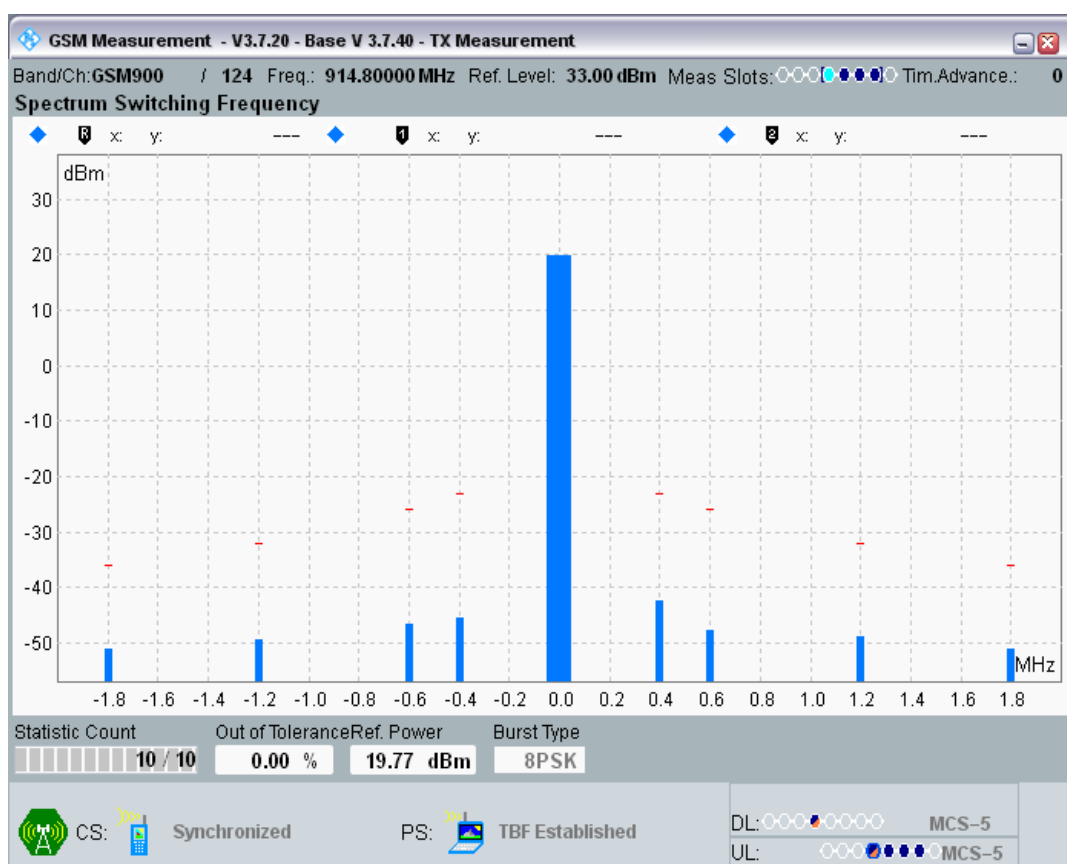 GSM Measurement - V3.7.20 - Base V 3.7.40 - TX Measurement
Band/Ch:GSM900 / 124 Freq.: 914.80000 MHz Ref. Level: 33.00 dBm Meas Slots: Tim.Advance.: 0
Spectrum Switching Frequency
R x: y: --- 1 x: y: --- 2 x: y: ---
dBm
30
20
10
0
-10
-20
-30
-40
-50
MHz
-1.8 -1.6 -1.4 -1.2 -1.0 -0.8 -0.6 -0.4 -0.2 0.0 0.2 0.4 0.6 0.8 1.0 1.2 1.4 1.6 1.8
Statistic Count Out of Tolerance Ref. Power Burst Type
10 / 10 0.00 % 19.77 dBm 8PSK
CS: Synchronized PS: TBF Established
DL: MCS-5
UL: MCS-5